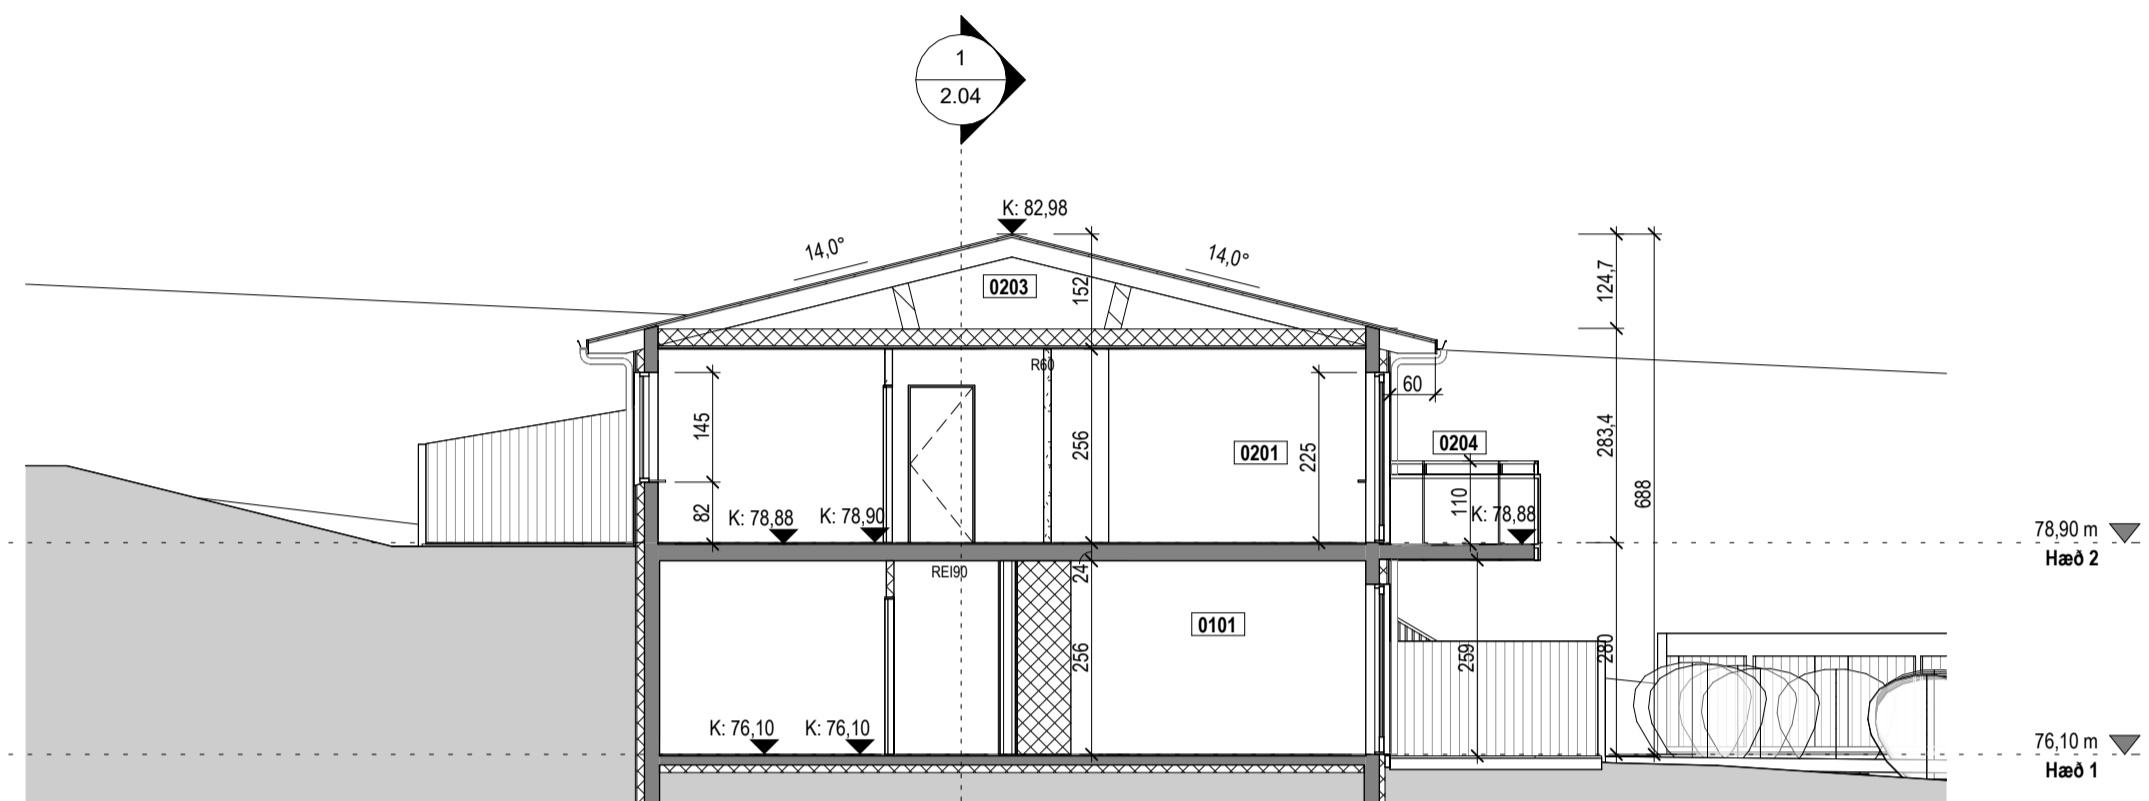 1
2.04
K: 82,98
14,0°
14,0°
0203
152
124,7
R60
60
145
256
0201
225
283,4
0204
110
688
82
K: 78,88
K: 78,90
K: 78,88
78,90 m
Hæð 2
REI90
24
0101
256
259
280
K: 76,10
K: 76,10
76,10 m
Hæð 1